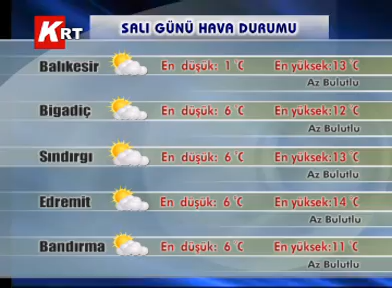 KRT
SALI GÜNÜ HAVA DURUMU
Balıkesir En düşük: 1 °C En yüksek:13 °C
Az Bulutlu
Bigadiç En düşük: 6 °C En yüksek:12 °C
Az Bulutlu
Sındırgı En düşük: 6 °C En yüksek:13 °C
Az Bulutlu
Edremit En düşük: 6 °C En yüksek:14 °C
Az Bulutlu
Bandırma En düşük: 6 °C En yüksek:11 °C
Az Bulutlu